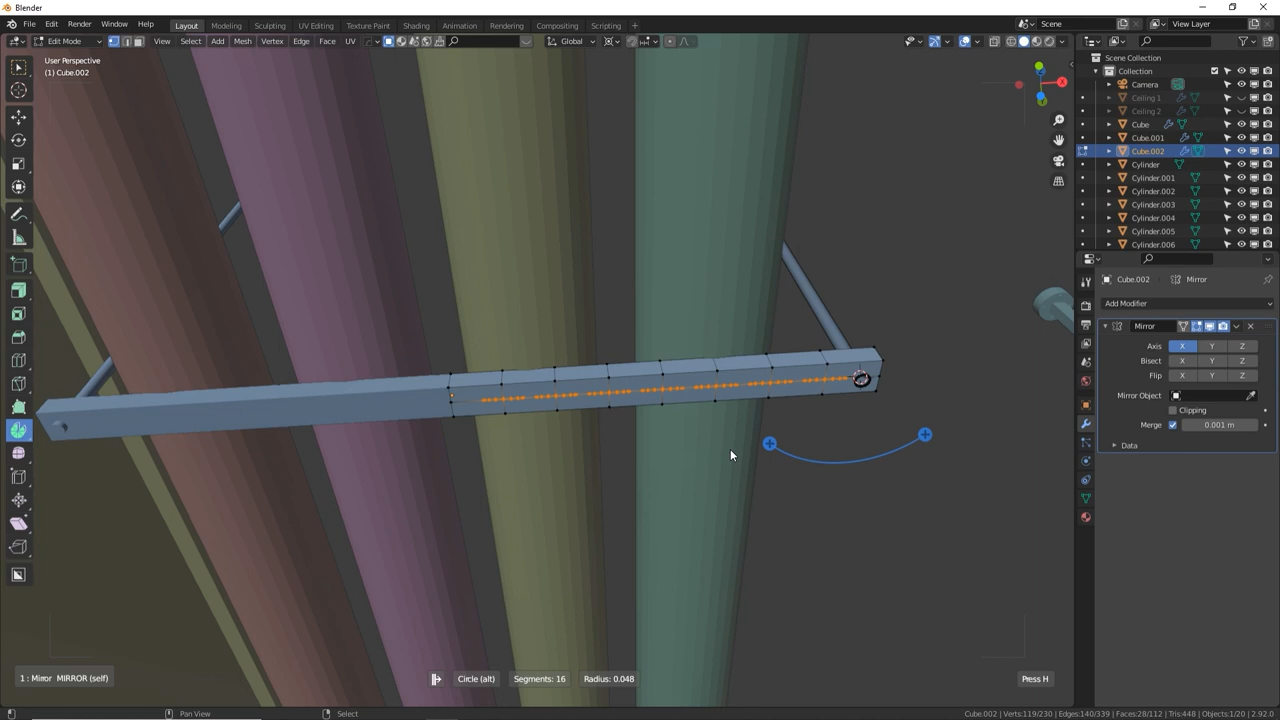 Blender
File Edit Render Window Help Layout Modeling Sculpting UV Editing Texture Paint Shading Animation Rendering Compositing Scripting + Scene View Layer
Edit Mode View Select Add Mesh Vertex Edge Face UV Global
User Perspective
(1) Cube.002
Scene Collection
Collection
Camera
Ceiling 1
Ceiling 2
Cube
Cube.001
Cube.002
Cylinder
Cylinder.001
Cylinder.002
Cylinder.003
Cylinder.004
Cylinder.005
Cylinder.006
Cube.002 Mirror
Add Modifier
Mirror
Axis X Y Z
Bisect X Y Z
Flip X Y Z
Mirror Object
Clipping
Merge 0.001 m
Data
X
1 : Mirror MIRROR (self) Circle (alt) Segments: 16 Radius: 0.048 Press H
Pan View Select Cube.002 | Verts:119/230 | Edges:140/339 | Faces:28/112 | Tris:448 | Objects:1/20 | 2.92.0